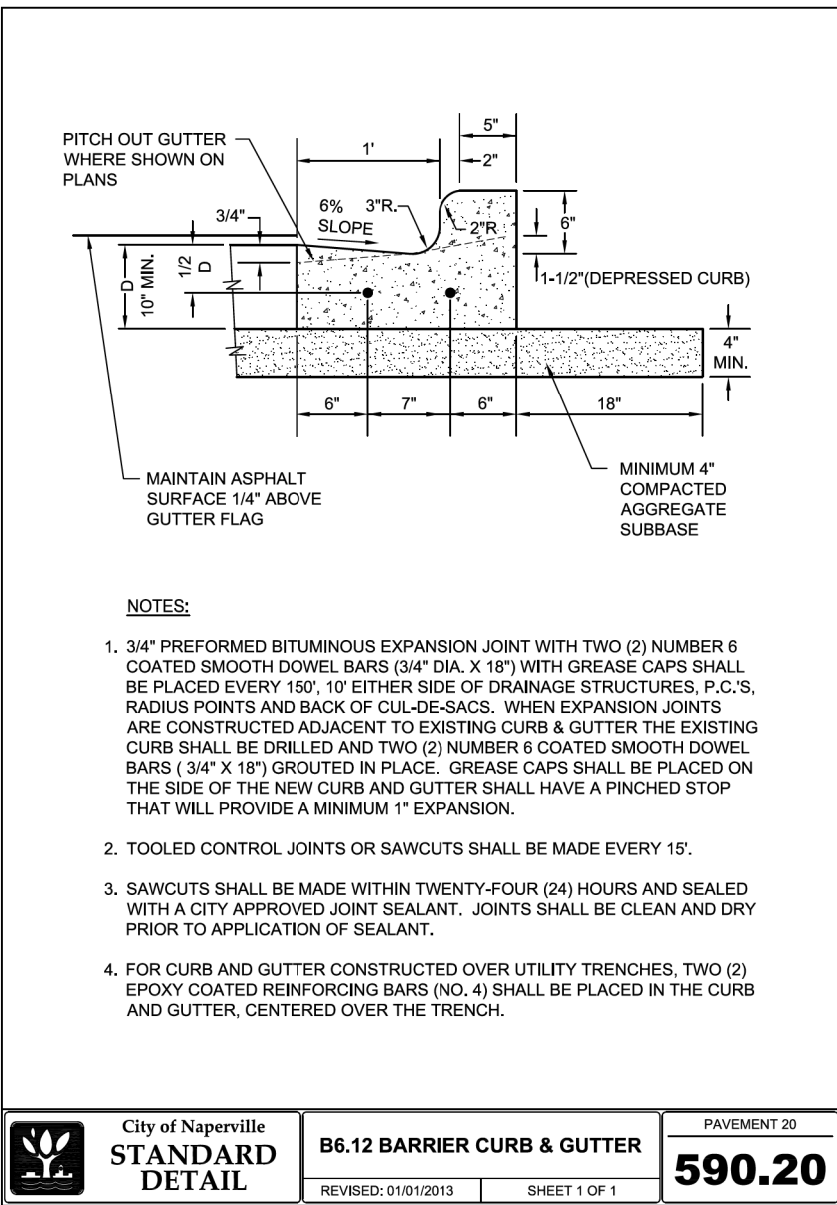 5"
1'
2"
PITCH OUT GUTTER
WHERE SHOWN ON
PLANS
3/4"
6%
SLOPE
3"R.
2"R
6"
1-1/2"(DEPRESSED CURB)
D
10" MIN.
1/2
D
4"
MIN.
6"
7"
6"
18"
MAINTAIN ASPHALT
SURFACE 1/4" ABOVE
GUTTER FLAG
MINIMUM 4"
COMPACTED
AGGREGATE
SUBBASE
NOTES:
1. 3/4" PREFORMED BITUMINOUS EXPANSION JOINT WITH TWO (2) NUMBER 6
COATED SMOOTH DOWEL BARS (3/4" DIA. X 18") WITH GREASE CAPS SHALL
BE PLACED EVERY 150', 10' EITHER SIDE OF DRAINAGE STRUCTURES, P.C.'S,
RADIUS POINTS AND BACK OF CUL-DE-SACS. WHEN EXPANSION JOINTS
ARE CONSTRUCTED ADJACENT TO EXISTING CURB & GUTTER THE EXISTING
CURB SHALL BE DRILLED AND TWO (2) NUMBER 6 COATED SMOOTH DOWEL
BARS ( 3/4" X 18") GROUTED IN PLACE. GREASE CAPS SHALL BE PLACED ON
THE SIDE OF THE NEW CURB AND GUTTER SHALL HAVE A PINCHED STOP
THAT WILL PROVIDE A MINIMUM 1" EXPANSION.
2. TOOLED CONTROL JOINTS OR SAWCUTS SHALL BE MADE EVERY 15'.
3. SAWCUTS SHALL BE MADE WITHIN TWENTY-FOUR (24) HOURS AND SEALED
WITH A CITY APPROVED JOINT SEALANT. JOINTS SHALL BE CLEAN AND DRY
PRIOR TO APPLICATION OF SEALANT.
4. FOR CURB AND GUTTER CONSTRUCTED OVER UTILITY TRENCHES, TWO (2)
EPOXY COATED REINFORCING BARS (NO. 4) SHALL BE PLACED IN THE CURB
AND GUTTER, CENTERED OVER THE TRENCH.
City of Naperville
STANDARD
DETAIL
B6.12 BARRIER CURB & GUTTER
REVISED: 01/01/2013
SHEET 1 OF 1
PAVEMENT 20
590.20